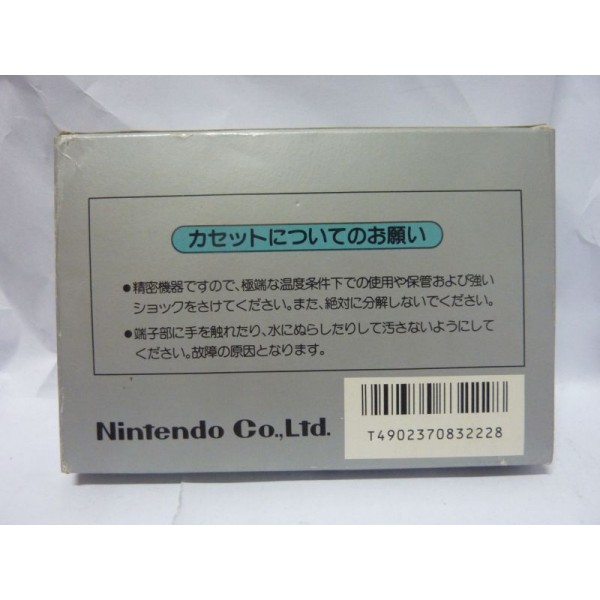 カセットについてのお願い
●精密機器ですので、極端な温度条件下での使用や保管および強い
ショックをさけてください。また、絶対に分解しないでください。
●端子部に手を触れたり、水にぬらしたりして汚さないようにして
ください。故障の原因となります。
Nintendo Co.,Ltd.
T4902370832228